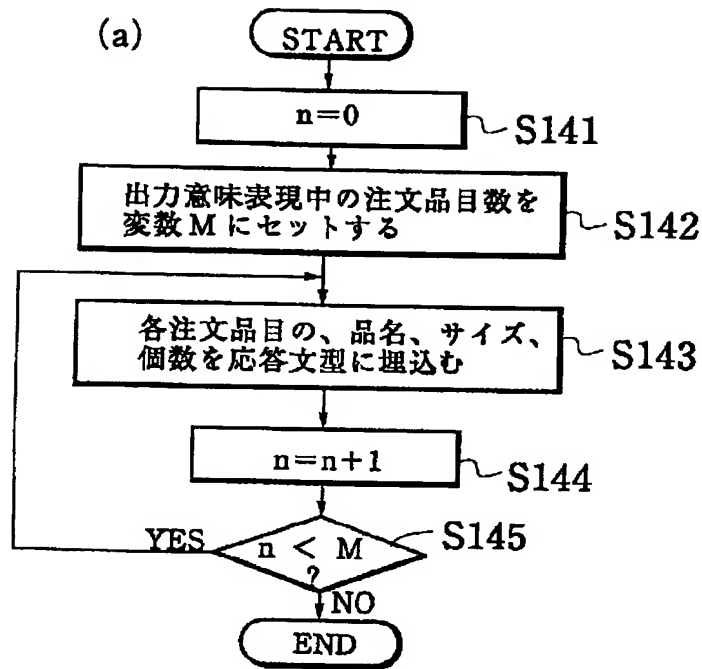 (a)
START
n=0
S141
出力意味表現中の注文品目数を
変数Mにセットする
S142
各注文品目の、品名、サイズ、
個数を応答文型に埋込む
S143
n=n+1
S144
YES
n < M
?
S145
NO
END